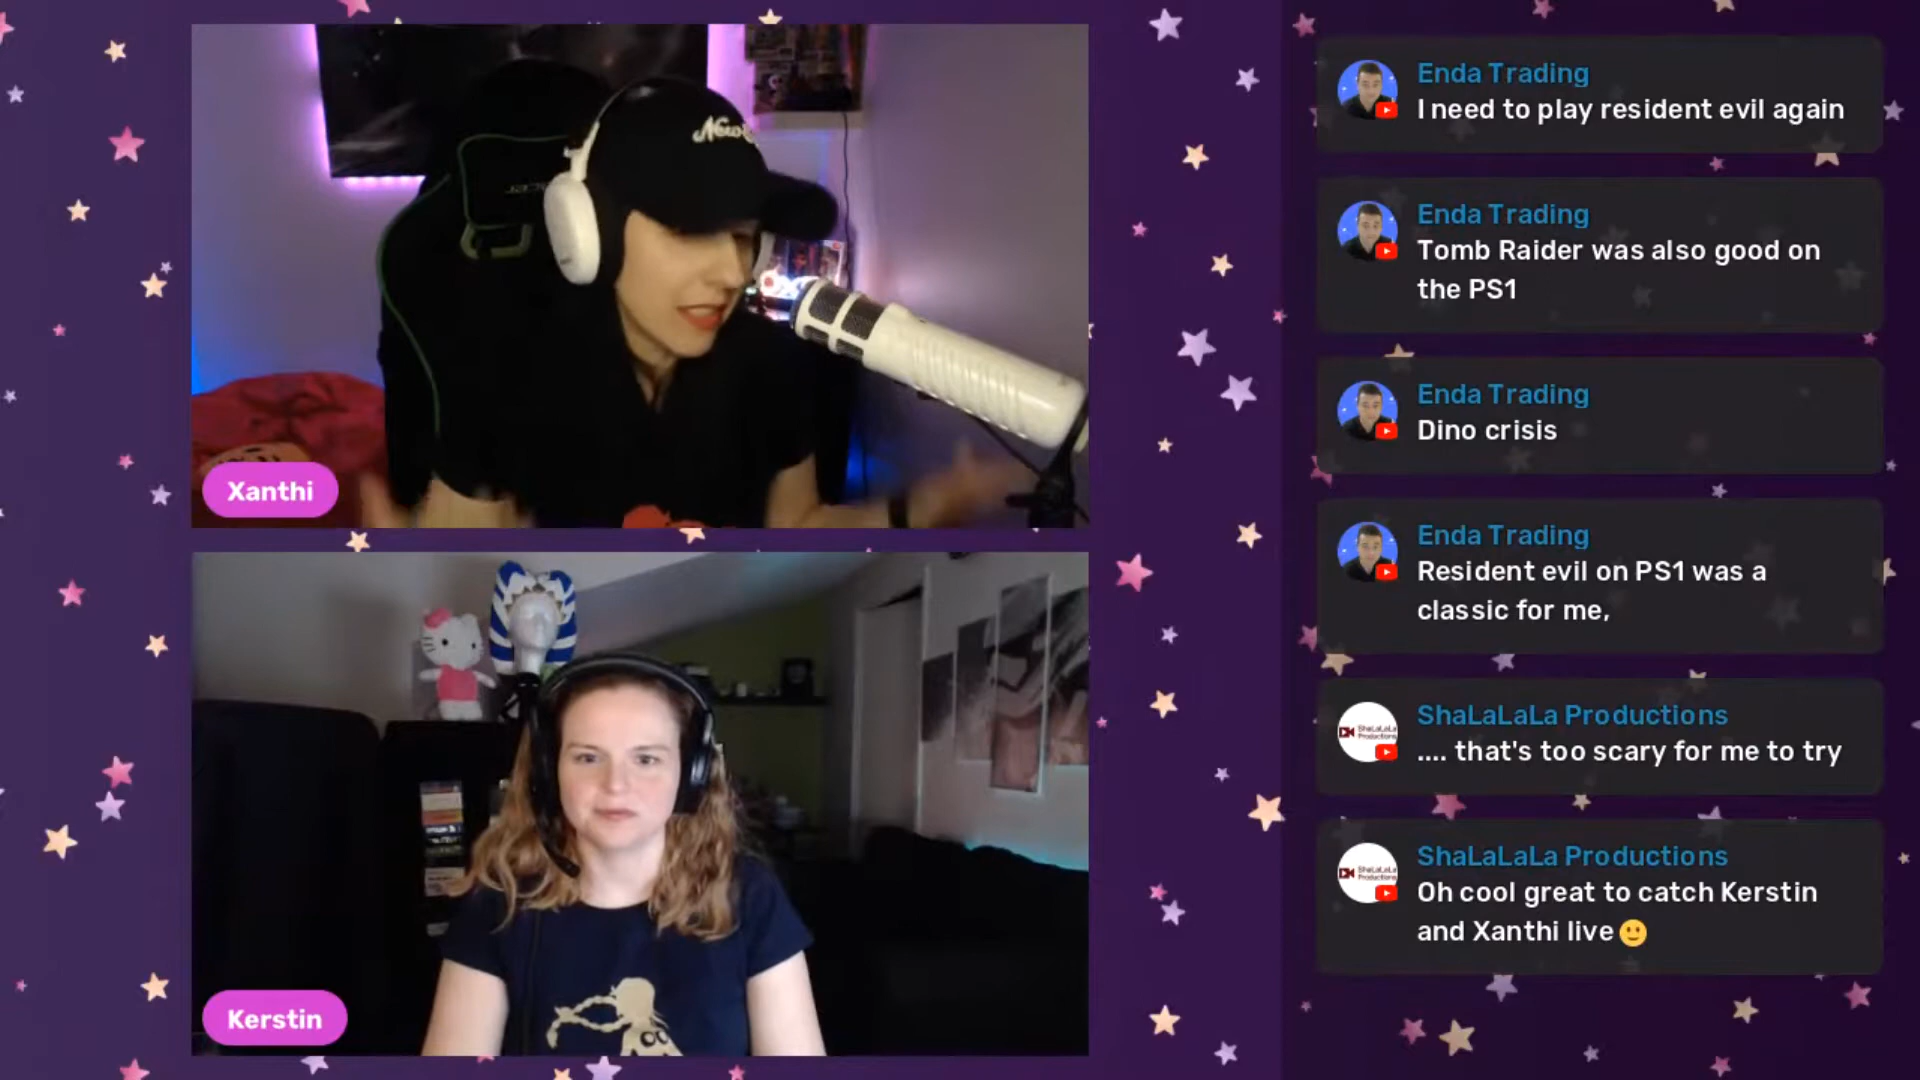 Xanthi
Kerstin
Enda Trading
I need to play resident evil again
Enda Trading
Tomb Raider was also good on
the PS1
Enda Trading
Dino crisis
Enda Trading
Resident evil on PS1 was a
classic for me,
ShaLaLaLa Productions
.... that's too scary for me to try
ShaLaLaLa Productions
Oh cool great to catch Kerstin
and Xanthi live🙂